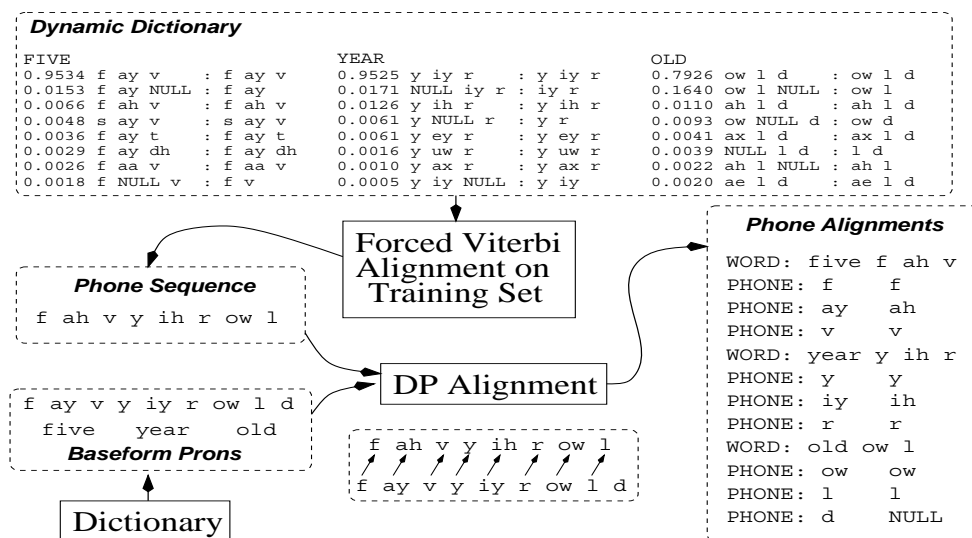 Dynamic Dictionary
FIVE YEAR OLD
0.9534 f ay v : f ay v 0.9525 y iy r : y iy r 0.7926 ow l d : ow l d
0.0153 f ay NULL : f ay 0.0171 NULL iy r : iy r 0.1640 ow l NULL : ow l
0.0066 f ah v : f ah v 0.0126 y ih r : y ih r 0.0110 ah l d : ah l d
0.0048 s ay v : s ay v 0.0061 y NULL r : y r 0.0093 ow NULL d : ow d
0.0036 f ay t : f ay t 0.0061 y ey r : y ey r 0.0041 ax l d : ax l d
0.0029 f ay dh : f ay dh 0.0016 y uw r : y uw r 0.0039 NULL l d : l d
0.0026 f aa v : f aa v 0.0010 y ax r : y ax r 0.0022 ah l NULL : ah l
0.0018 f NULL v : f v 0.0005 y iy NULL : y iy 0.0020 ae l d : ae l d
Forced Viterbi
Alignment on
Training Set
Phone Sequence
f ah v y ih r ow l
DP Alignment
f ay v y iy r ow l d
five year old
Baseform Prons
Dictionary
f ah v y ih r ow l
f ay v y iy r ow l d
Phone Alignments
WORD: five f ah v
PHONE: f f
PHONE: ay ah
PHONE: v v
WORD: year y ih r
PHONE: y y
PHONE: iy ih
PHONE: r r
WORD: old ow l
PHONE: ow ow
PHONE: l l
PHONE: d NULL